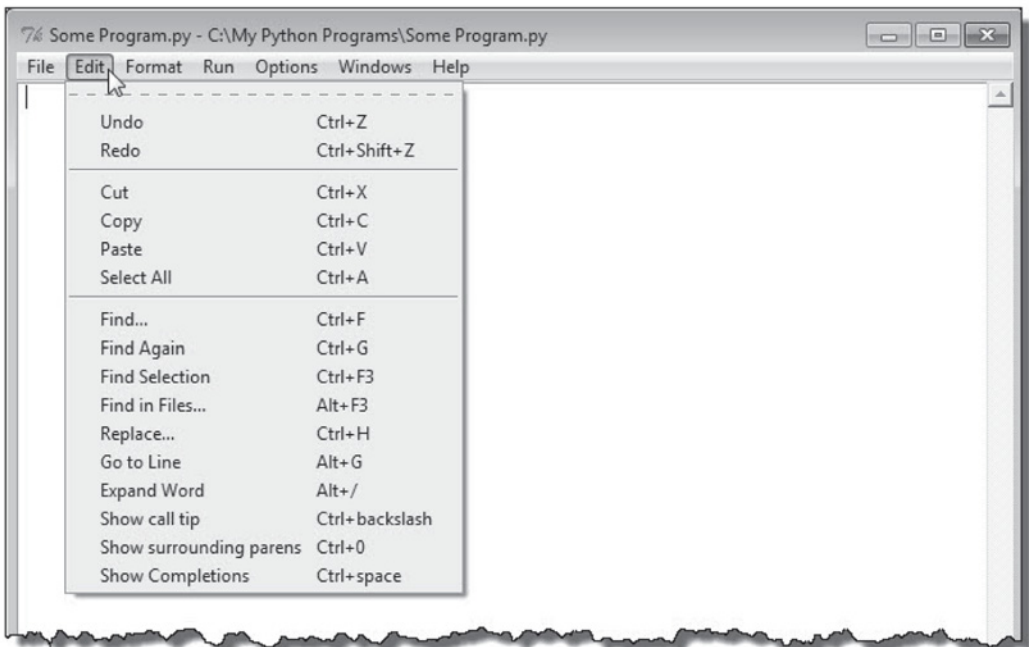 Some Program.py - C:\My Python Programs\Some Program.py
File Edit Format Run Options Windows Help
Undo Ctrl+Z
Redo Ctrl+Shift+Z
Cut Ctrl+X
Copy Ctrl+C
Paste Ctrl+V
Select All Ctrl+A
Find... Ctrl+F
Find Again Ctrl+G
Find Selection Ctrl+F3
Find in Files... Alt+F3
Replace... Ctrl+H
Go to Line Alt+G
Expand Word Alt+/
Show call tip Ctrl+backslash
Show surrounding parens Ctrl+0
Show Completions Ctrl+space